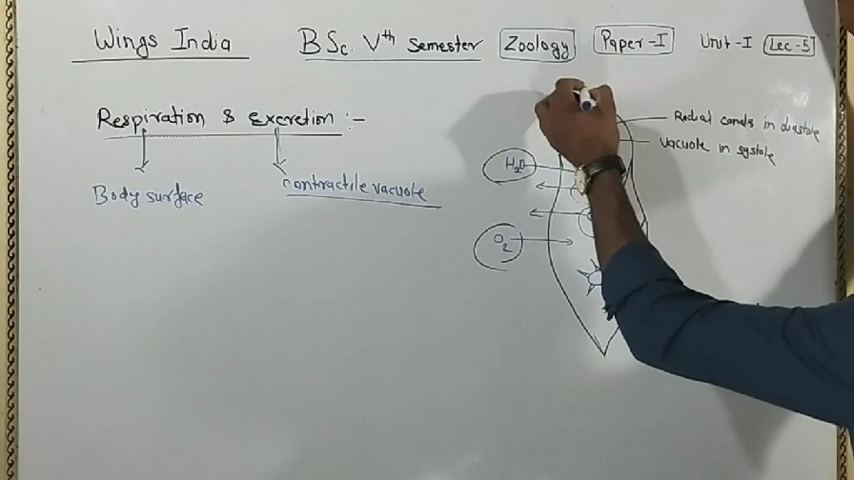 Wings India BSc. Vth Semester Zoology Paper-I Unit-I Lec-5
Respiration & Excretion :-
Body surface
contractile vacuole
Radial canals in diastole
vacuole in systole
H₂O
O₂